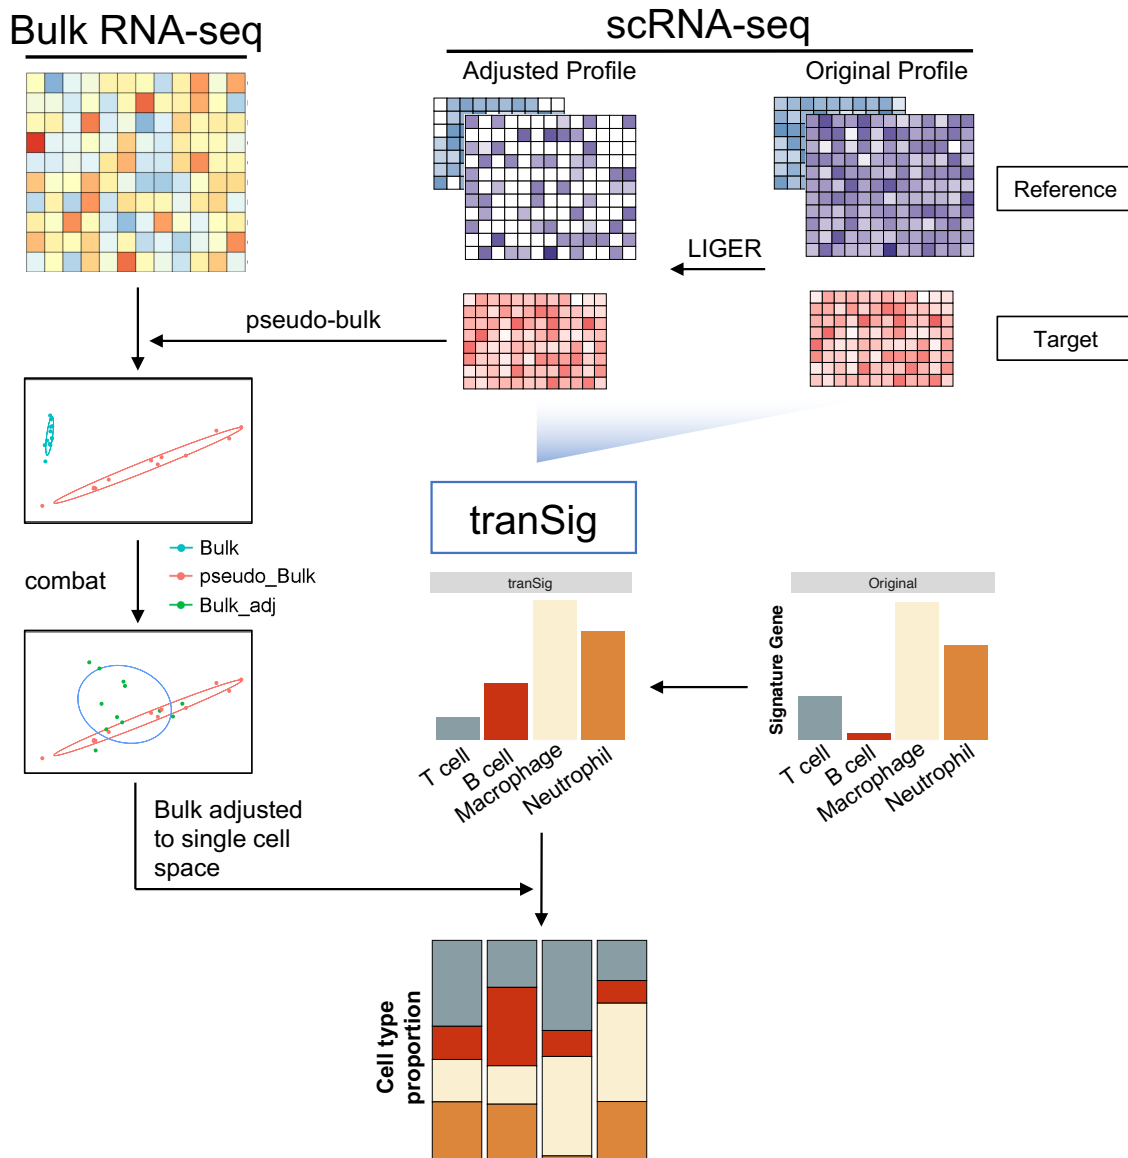 Bulk RNA-seq
scRNA-seq
Adjusted Profile
Original Profile
Reference
LIGER
pseudo-bulk
Target
tranSig
Bulk
pseudo_Bulk
Bulk_adj
combat
tranSig
Original
Signature Gene
T cell
B cell
Macrophage
Neutrophil
T cell
B cell
Macrophage
Neutrophil
Bulk adjusted
to single cell
space
Cell type
proportion